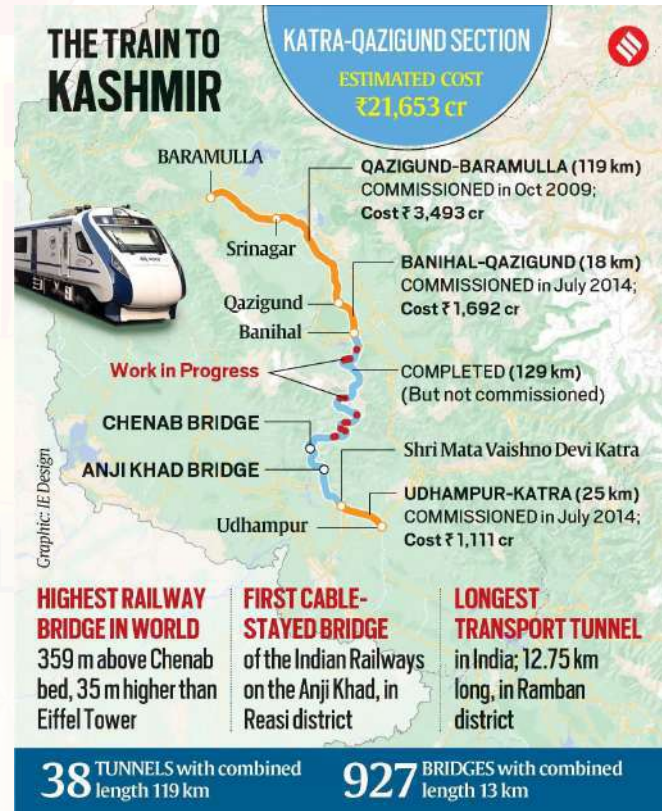 THE TRAIN TO
KASHMIR
KATRA-QAZIGUND SECTION
ESTIMATED COST
₹21,653 cr
BARAMULLA
Srinagar
Qazigund
Banihal
Work in Progress
CHENAB BRIDGE
ANJI KHAD BRIDGE
Udhampur
QAZIGUND-BARAMULLA (119 km)
COMMISSIONED in Oct 2009;
Cost ₹ 3,493 cr
BANIHAL-QAZIGUND (18 km)
COMMISSIONED in July 2014;
Cost ₹ 1,692 cr
COMPLETED (129 km)
(But not commissioned)
Shri Mata Vaishno Devi Katra
UDHAMPUR-KATRA (25 km)
COMMISSIONED in July 2014;
Cost ₹ 1,111 cr
Graphic: IE Design
HIGHEST RAILWAY
BRIDGE IN WORLD
359 m above Chenab
bed, 35 m higher than
Eiffel Tower
FIRST CABLE-
STAYED BRIDGE
of the Indian Railways
on the Anji Khad, in
Reasi district
LONGEST
TRANSPORT TUNNEL
in India; 12.75 km
long, in Ramban
district
38 TUNNELS with combined
length 119 km
927 BRIDGES with combined
length 13 km